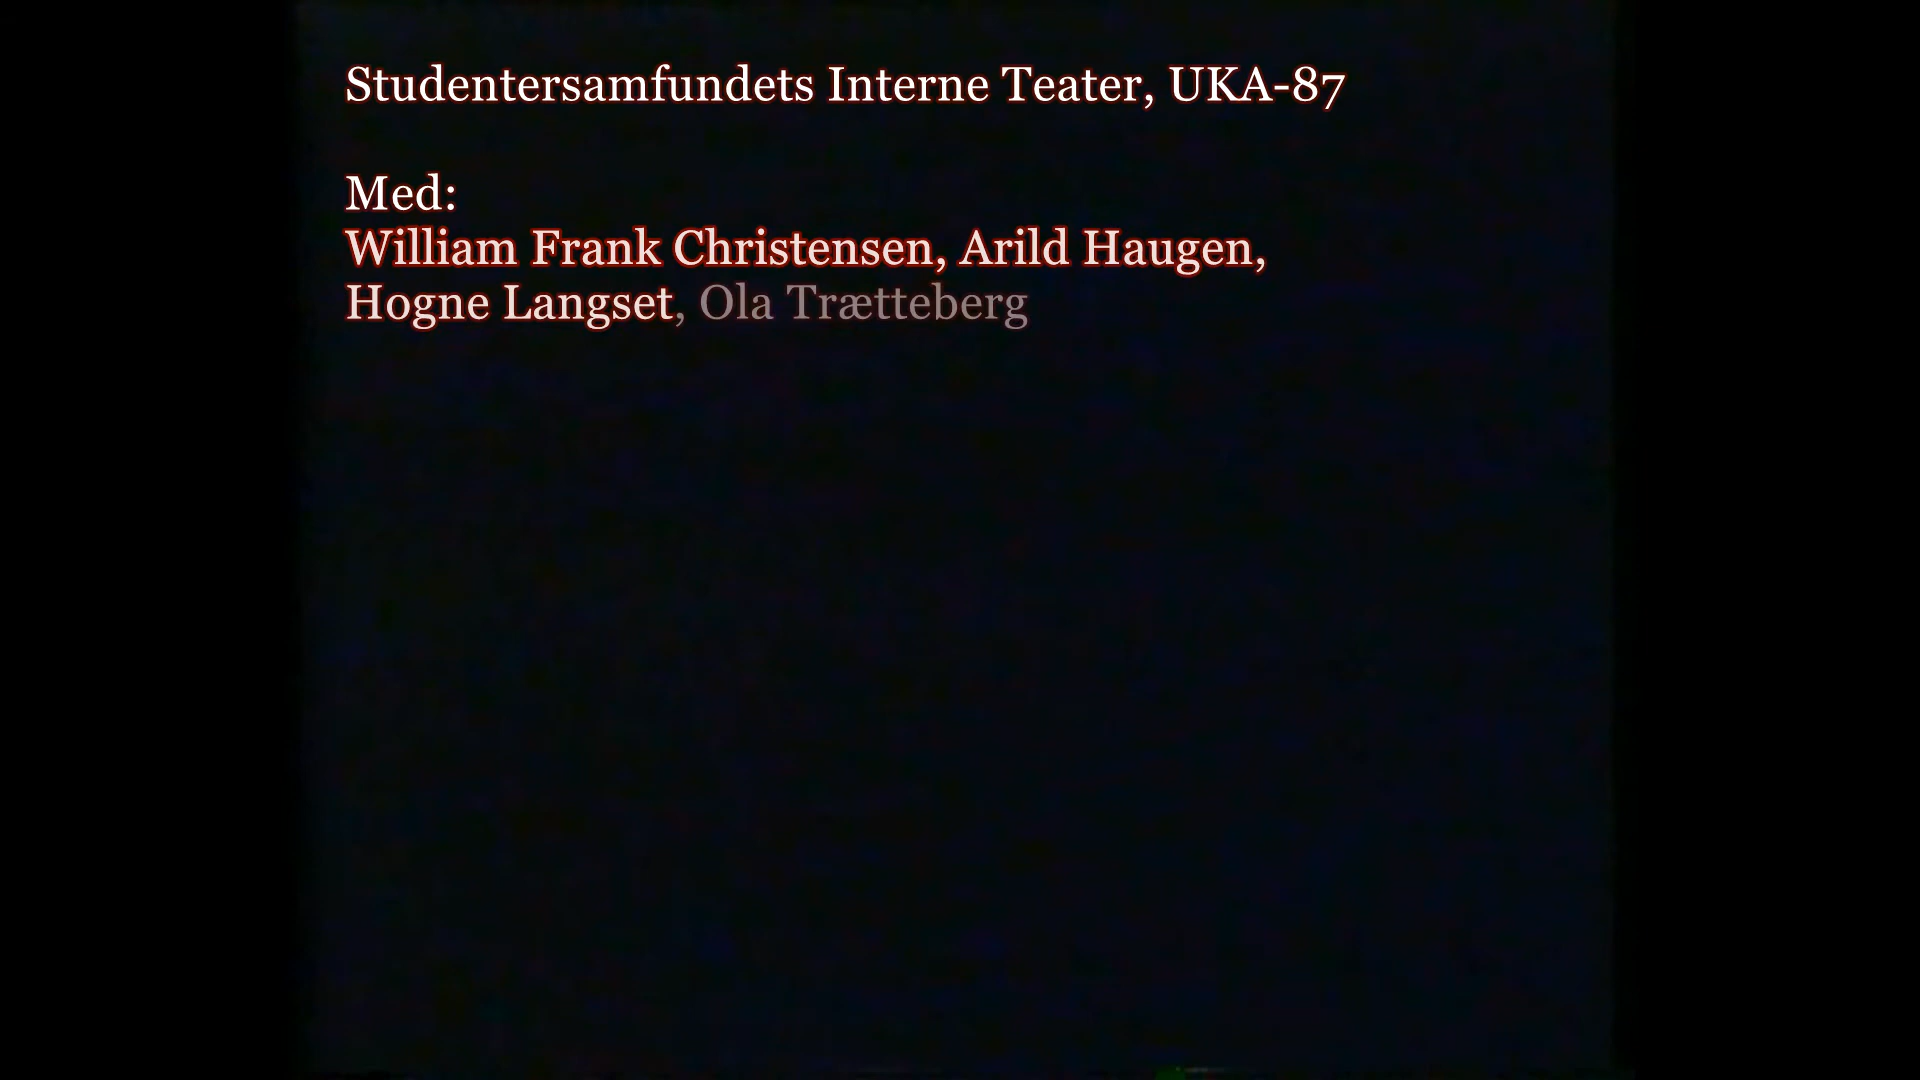 Studentersamfundets Interne Teater, UKA-87
Med:
William Frank Christensen, Arild Haugen,
Hogne Langset, Ola Trætteberg